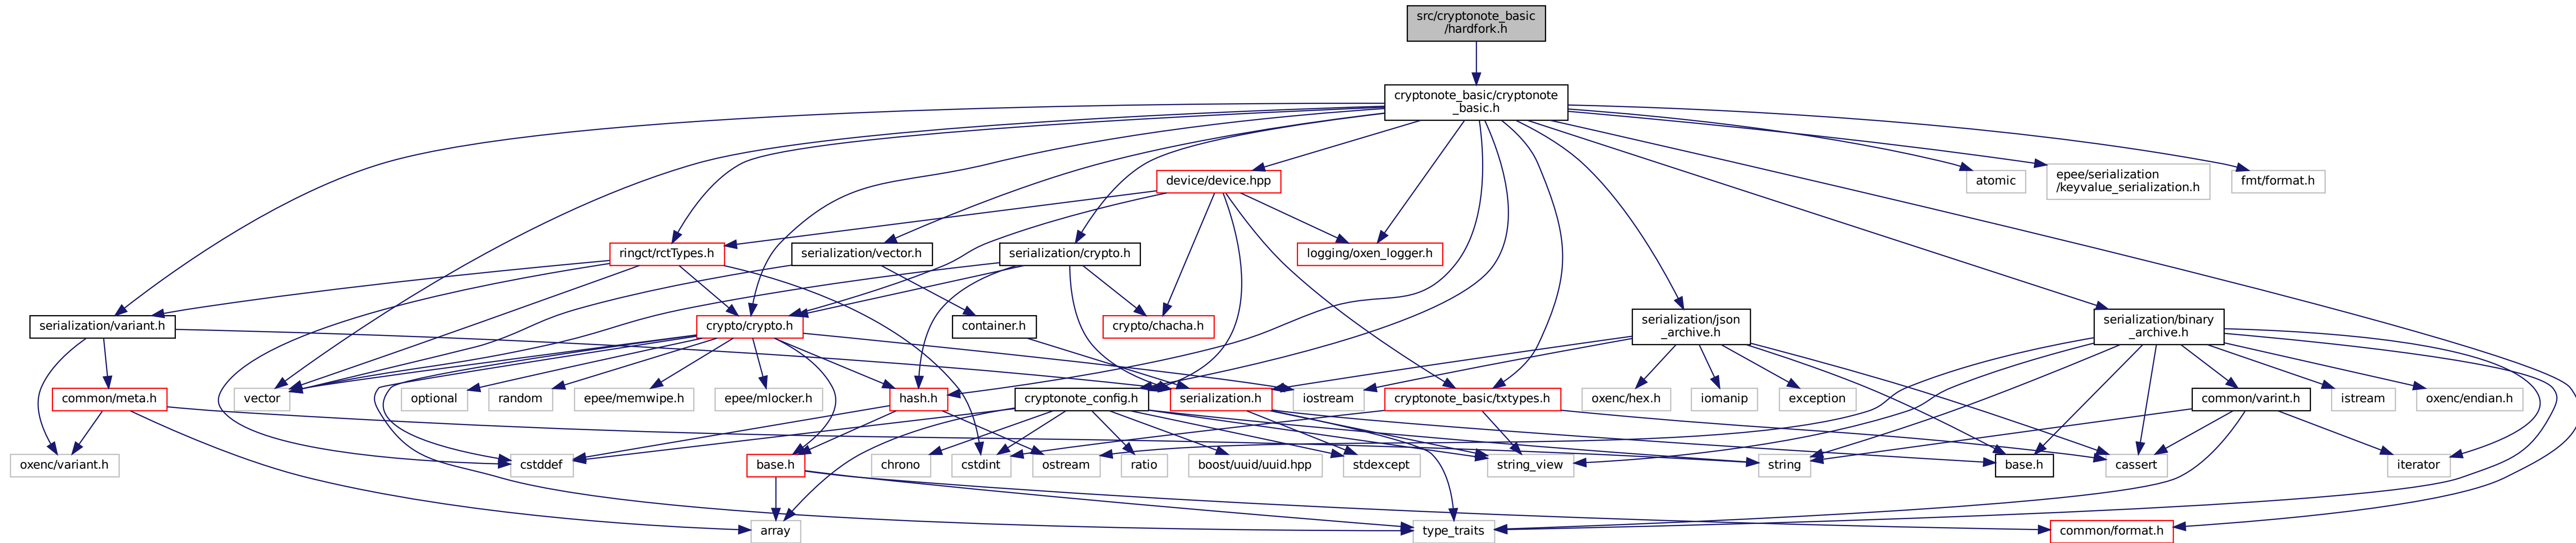 src/cryptonote_basic
/hardfork.h
cryptonote_basic/cryptonote
_basic.h
device/device.hpp
atomic
epee/serialization
/keyvalue_serialization.h
fmt/format.h
ringct/rctTypes.h
serialization/vector.h
serialization/crypto.h
logging/oxen_logger.h
serialization/variant.h
crypto/crypto.h
container.h
crypto/chacha.h
serialization/json
_archive.h
serialization/binary
_archive.h
common/meta.h
vector
optional
random
epee/memwipe.h
epee/mlocker.h
hash.h
cryptonote_config.h
serialization.h
iostream
cryptonote_basic/txtypes.h
oxenc/hex.h
iomanip
exception
common/varint.h
istream
oxenc/endian.h
oxenc/variant.h
cstddef
base.h
chrono
cstdint
ostream
ratio
boost/uuid/uuid.hpp
stdexcept
string_view
string
base.h
cassert
iterator
array
type_traits
common/format.h